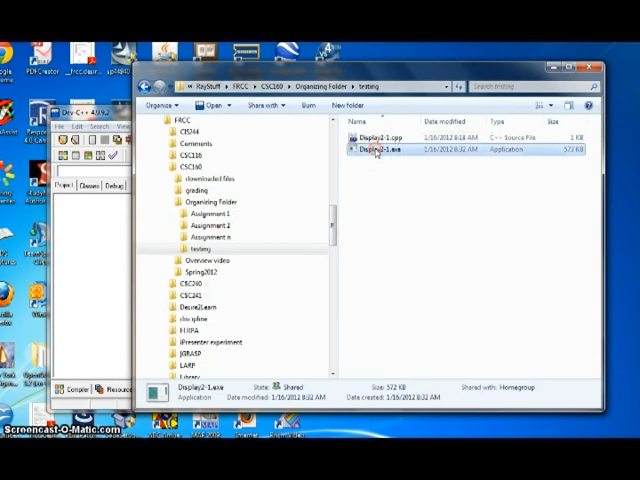 PDFCreator
RayStuff ▸ FRCC ▸ CSC160 ▸ Organizing Folder ▸ testing
Search testing
Organize
Open
Share with
Burn
New folder
Dev-C++ 4.9.9.2
File Edit
Project Classes Debug
Compiler
FRCC
CIS244
Comments
CSC116
CSC160
downloaded files
grading
Organizing Folder
Assignment 1
Assignment 2
Assignment n
testing
Overview video
Spring2012
CSC240
CSC241
Desire2Learn
discipline
IPresenter experiment
JGRASP
LARP
Name
Date modified
Type
Size
Display2-1.cpp
1/16/2012 8:18 AM
C++ Source File
1 KB
Display2-1.exe
1/16/2012 8:32 AM
Application
573 KB
Display2-1.exe
State: Shared
Size: 572 KB
Shared with: Homegroup
Application
Date modified: 1/16/2012 8:32 AM
Date created: 1/16/2012 8:32 AM
Screencast-O-Matic.com